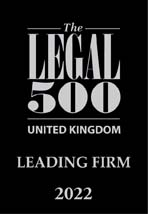 The
LEGAL
500
UNITED KINGDOM
LEADING FIRM
2022